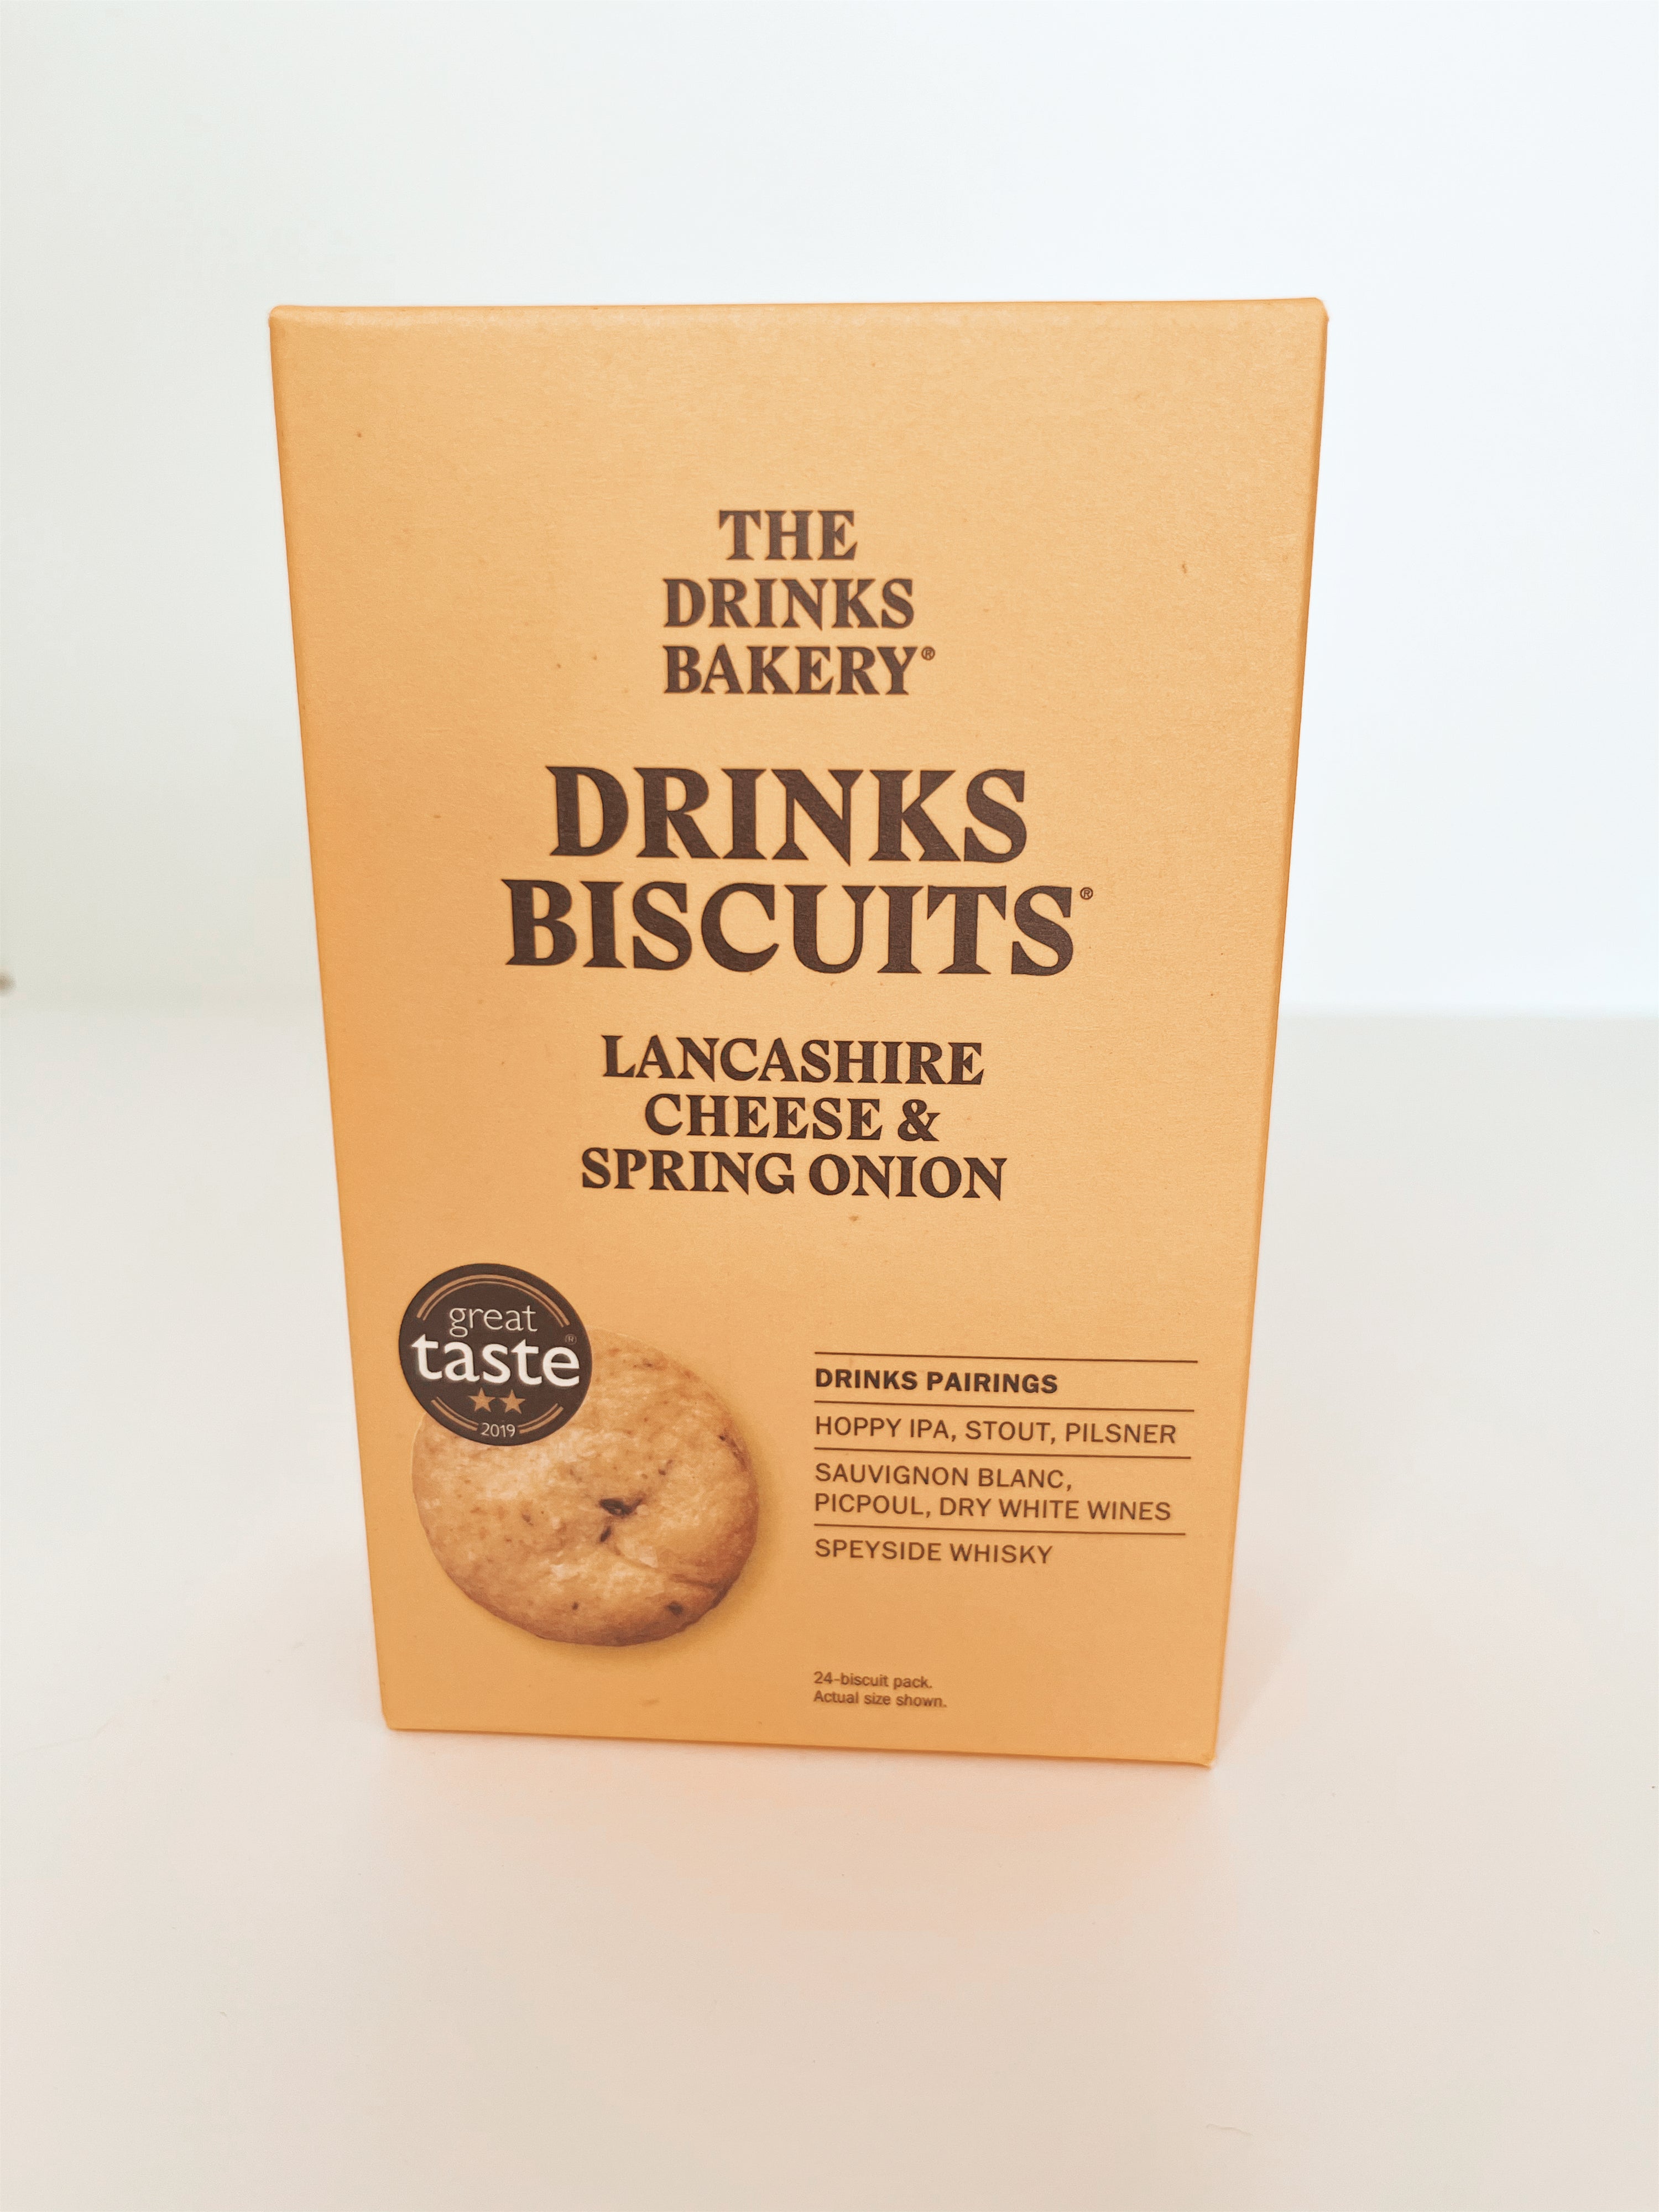 THE
DRINKS
BAKERY®
DRINKS
BISCUITS®
LANCASHIRE
CHEESE &
SPRING ONION
great
taste®
2019
DRINKS PAIRINGS
HOPPY IPA, STOUT, PILSNER
SAUVIGNON BLANC,
PICPOUL, DRY WHITE WINES
SPEYSIDE WHISKY
24-biscuit pack.
Actual size shown.